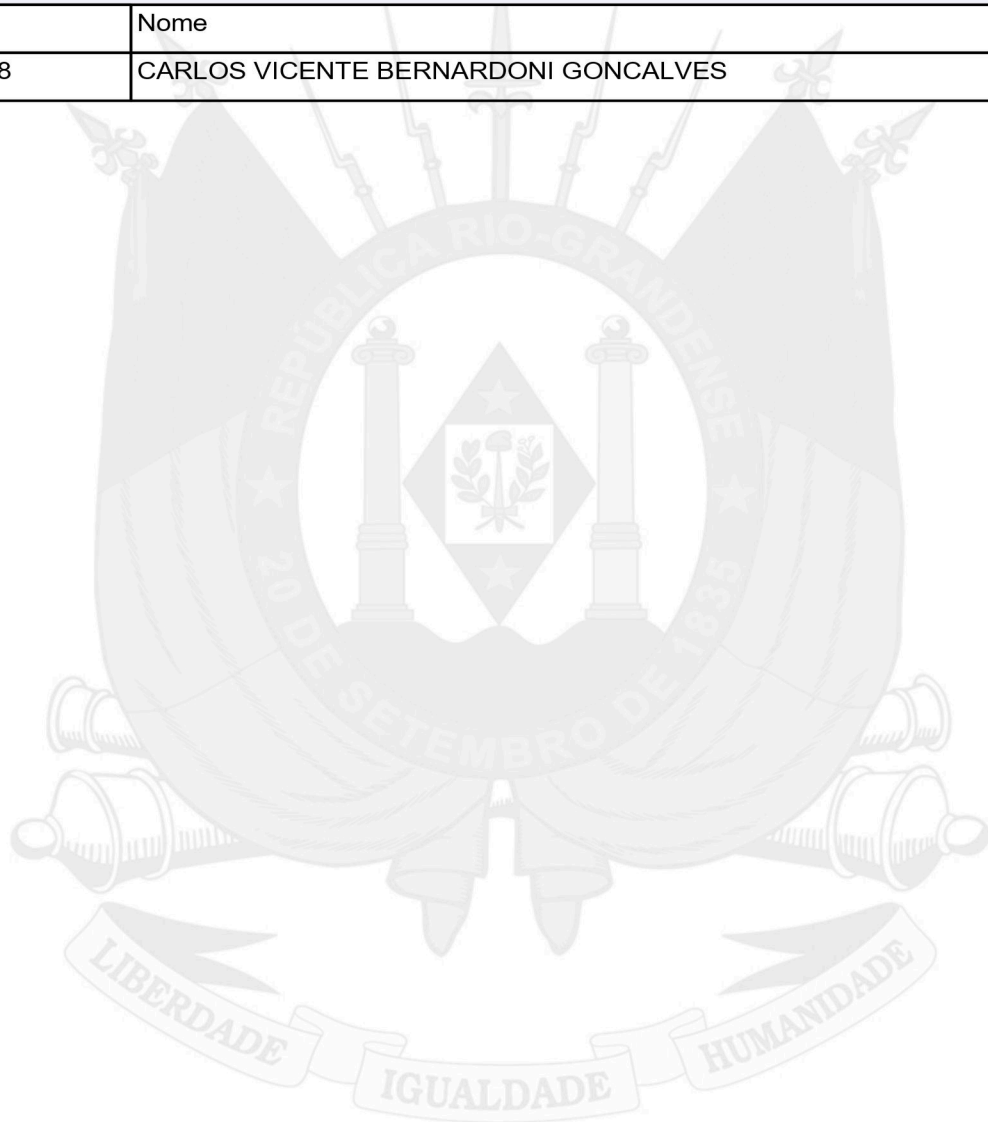 Nome
8 CARLOS VICENTE BERNARDONI GONCALVES
REPÚBLICA RIO-GRANDENSE
20 DE SETEMBRO DE 1835
LIBERDADE IGUALDADE HUMANIDADE